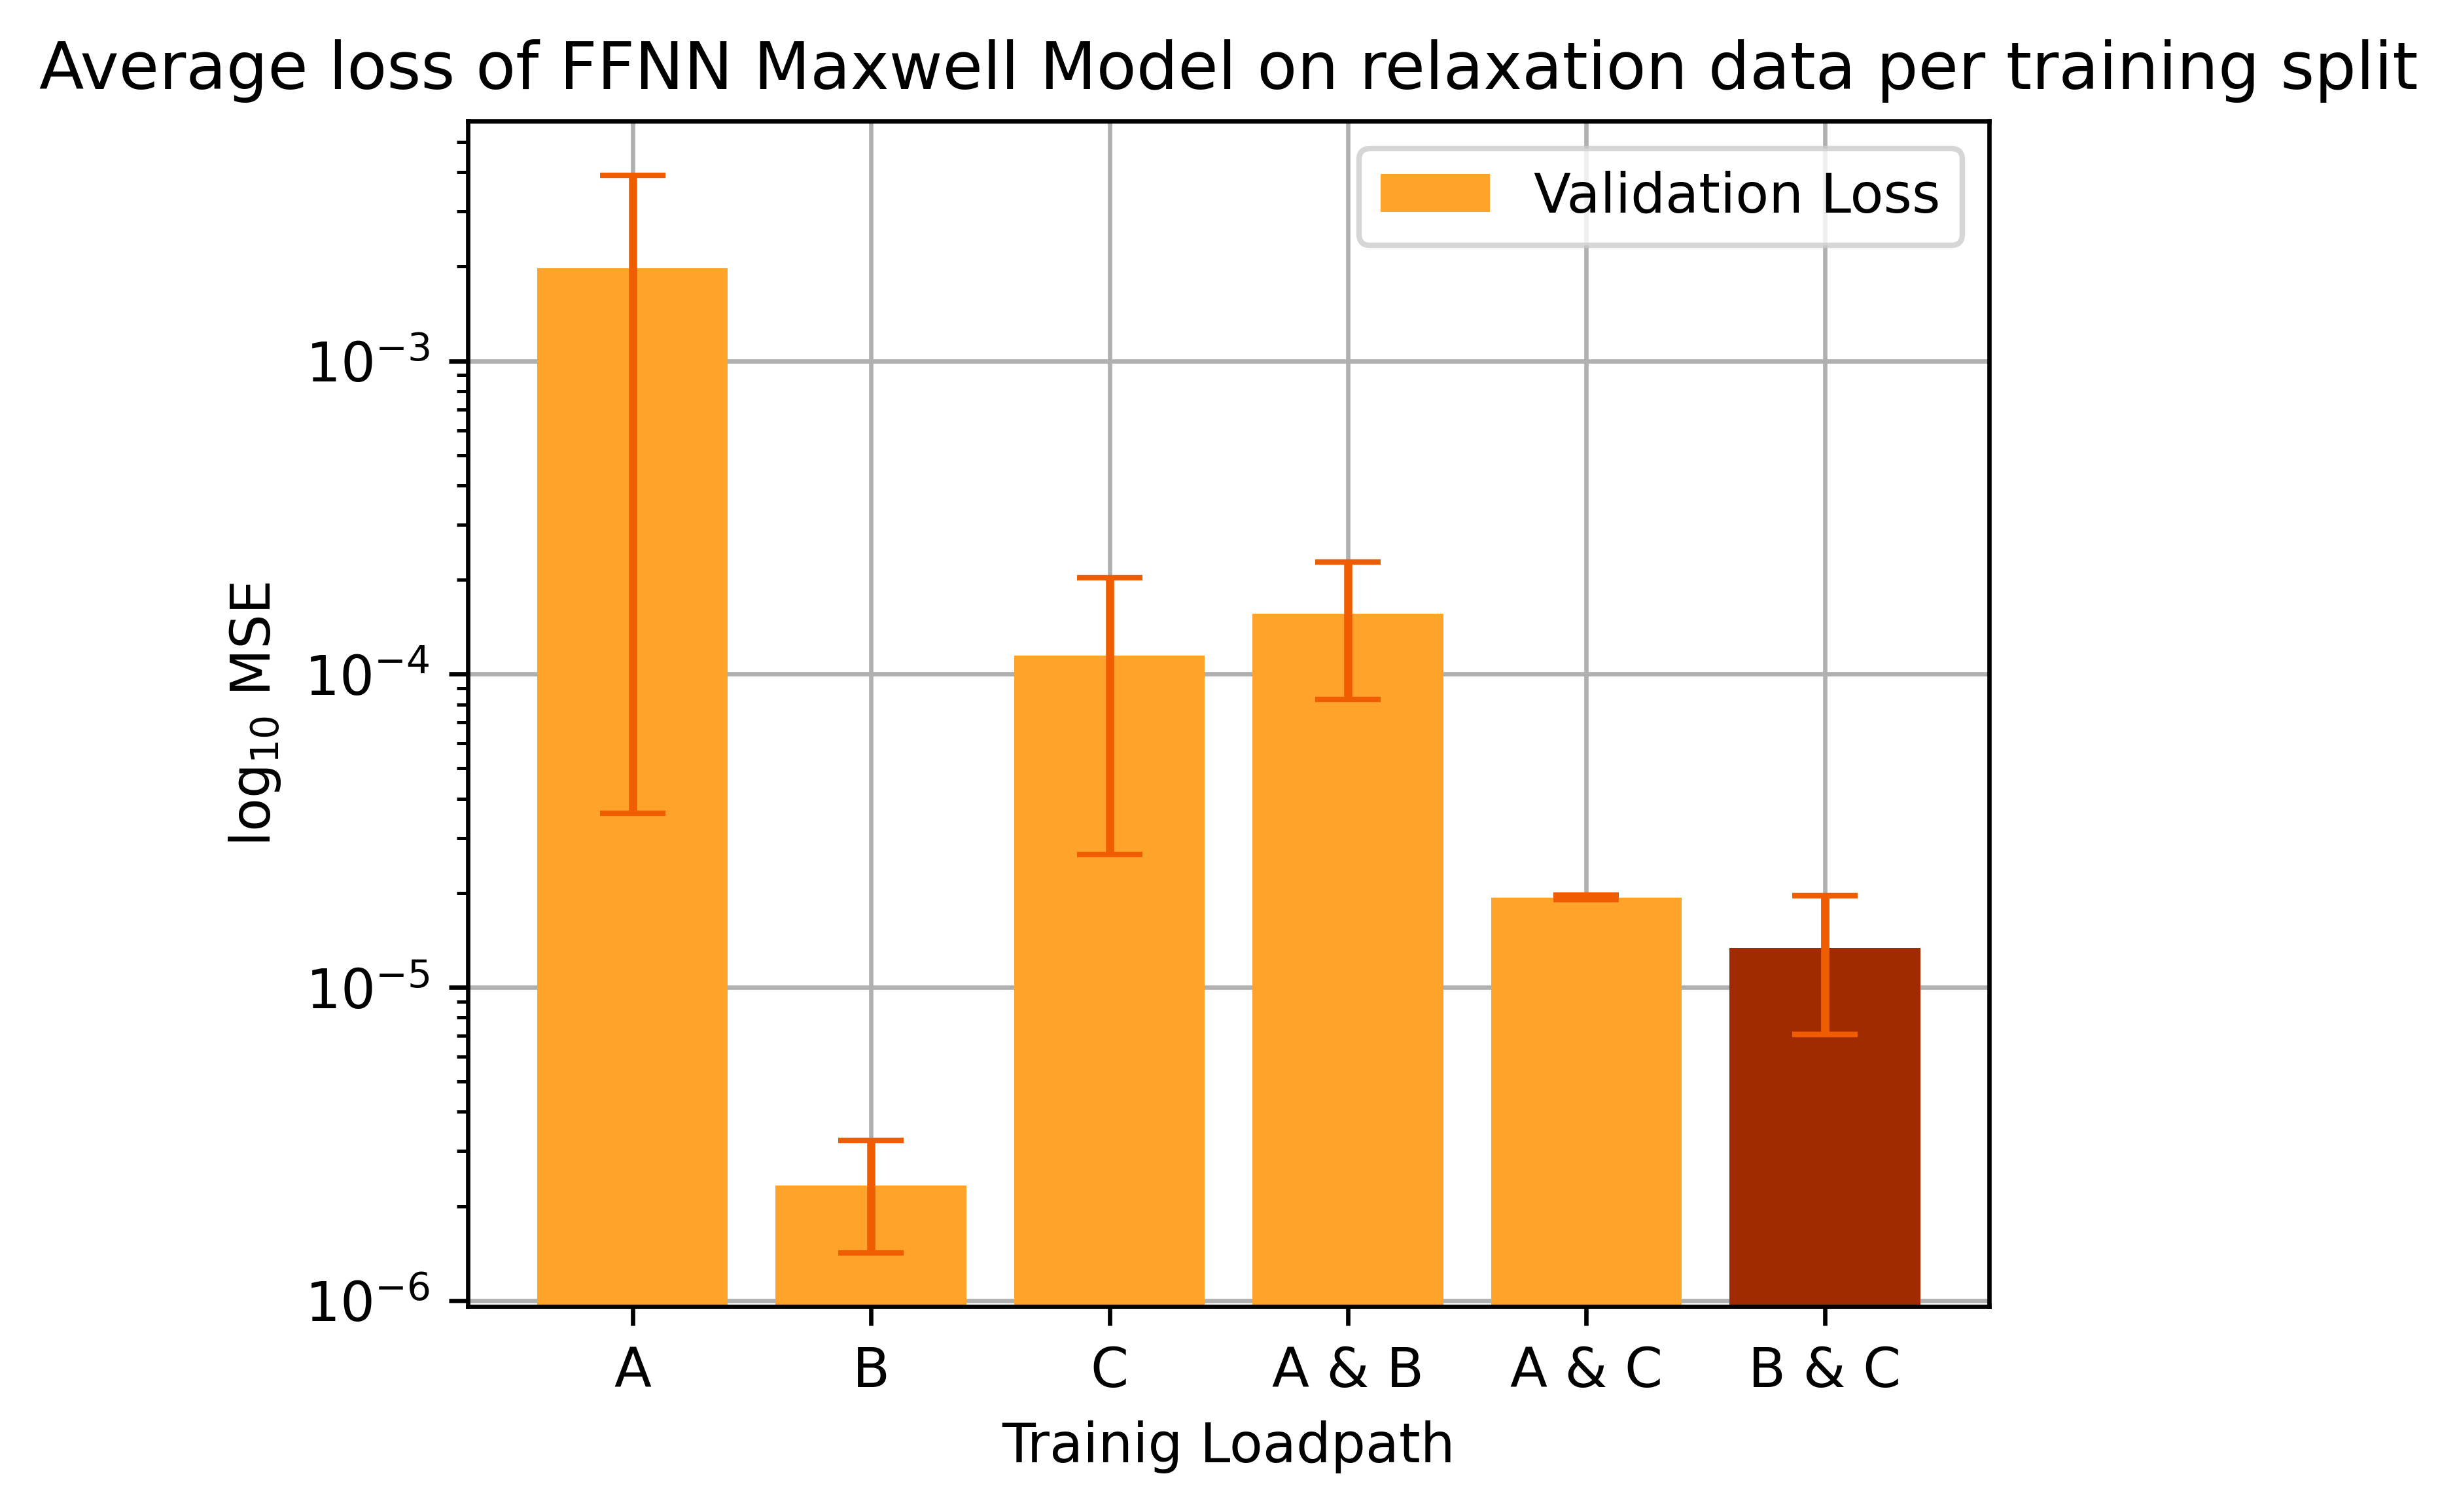 Average loss of FFNN Maxwell Model on relaxation data per training split
Validation Loss
log₁₀ MSE
10⁻³
10⁻⁴
10⁻⁵
10⁻⁶
A
B
C
A & B
A & C
B & C
Trainig Loadpath